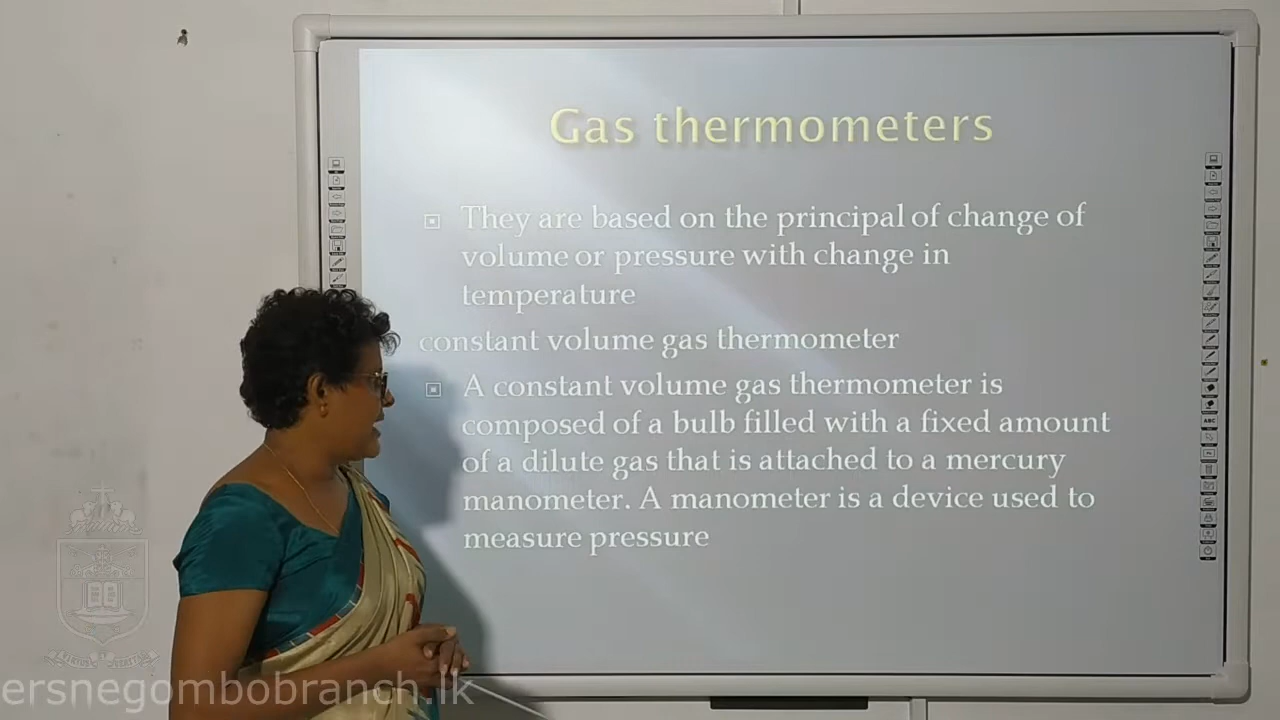 Gas thermometers
They are based on the principal of change of
volume or pressure with change in
temperature
constant volume gas thermometer
A constant volume gas thermometer is
composed of a bulb filled with a fixed amount
of a dilute gas that is attached to a mercury
manometer. A manometer is a device used to
measure pressure
ABC
ersnegombobranch.lk